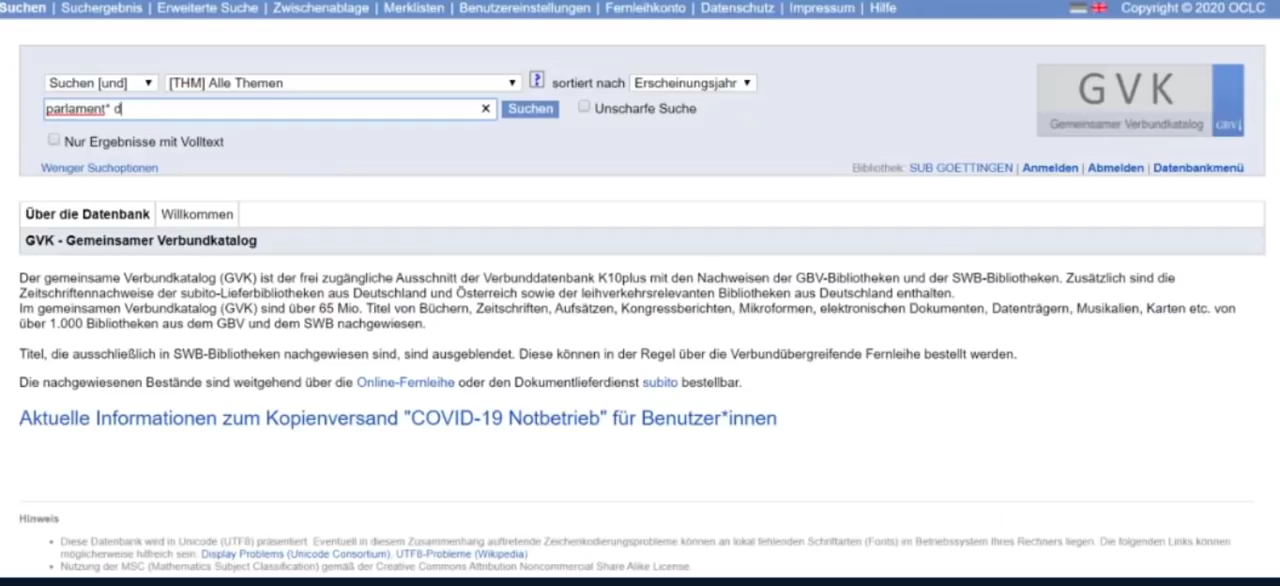 Suchen | Suchergebnis | Erweiterte Suche | Zwischenablage | Merklisten | Benutzereinstellungen | Fernleihkonto | Datenschutz | Impressum | Hilfe Copyright © 2020 OCLC
Suchen [und] [THM] Alle Themen ? sortiert nach Erscheinungsjahr
parlament* d × Suchen Unscharfe Suche
Nur Ergebnisse mit Volltext
Weniger Suchoptionen
GVK
Gemeinsamer Verbundkatalog GBV
Bibliothek: SUB GOETTINGEN | Anmelden | Abmelden | Datenbankmenü
Über die Datenbank Willkommen
GVK - Gemeinsamer Verbundkatalog
Der gemeinsame Verbundkatalog (GVK) ist der frei zugängliche Ausschnitt der Verbunddatenbank K10plus mit den Nachweisen der GBV-Bibliotheken und der SWB-Bibliotheken. Zusätzlich sind die
Zeitschriftennachweise der subito-Lieferbibliotheken aus Deutschland und Österreich sowie der leihverkehrsrelevanten Bibliotheken aus Deutschland enthalten.
Im gemeinsamen Verbundkatalog (GVK) sind über 65 Mio. Titel von Büchern, Zeitschriften, Aufsätzen, Kongressberichten, Mikroformen, elektronischen Dokumenten, Datenträgern, Musikalien, Karten etc. von
über 1.000 Bibliotheken aus dem GBV und dem SWB nachgewiesen.
Titel, die ausschließlich in SWB-Bibliotheken nachgewiesen sind, sind ausgeblendet. Diese können in der Regel über die Verbundübergreifende Fernleihe bestellt werden.
Die nachgewiesenen Bestände sind weitgehend über die Online-Fernleihe oder den Dokumentlieferdienst subito bestellbar.
Aktuelle Informationen zum Kopienversand "COVID-19 Notbetrieb" für Benutzer*innen
Hinweis
• Diese Datenbank wird in Unicode (UTF8) präsentiert. Eventuell in diesem Zusammenhang auftretende Zeichenkodierungsprobleme können an lokal fehlenden Schriftarten (Fonts) im Betriebssystem Ihres Rechners liegen. Die folgenden Links können
möglicherweise hilfreich sein: Display Problems (Unicode Consortium), UTF8-Probleme (Wikipedia)
• Nutzung der MSC (Mathematics Subject Classification) gemäß der Creative Commons Attribution Noncommercial Share Alike License.